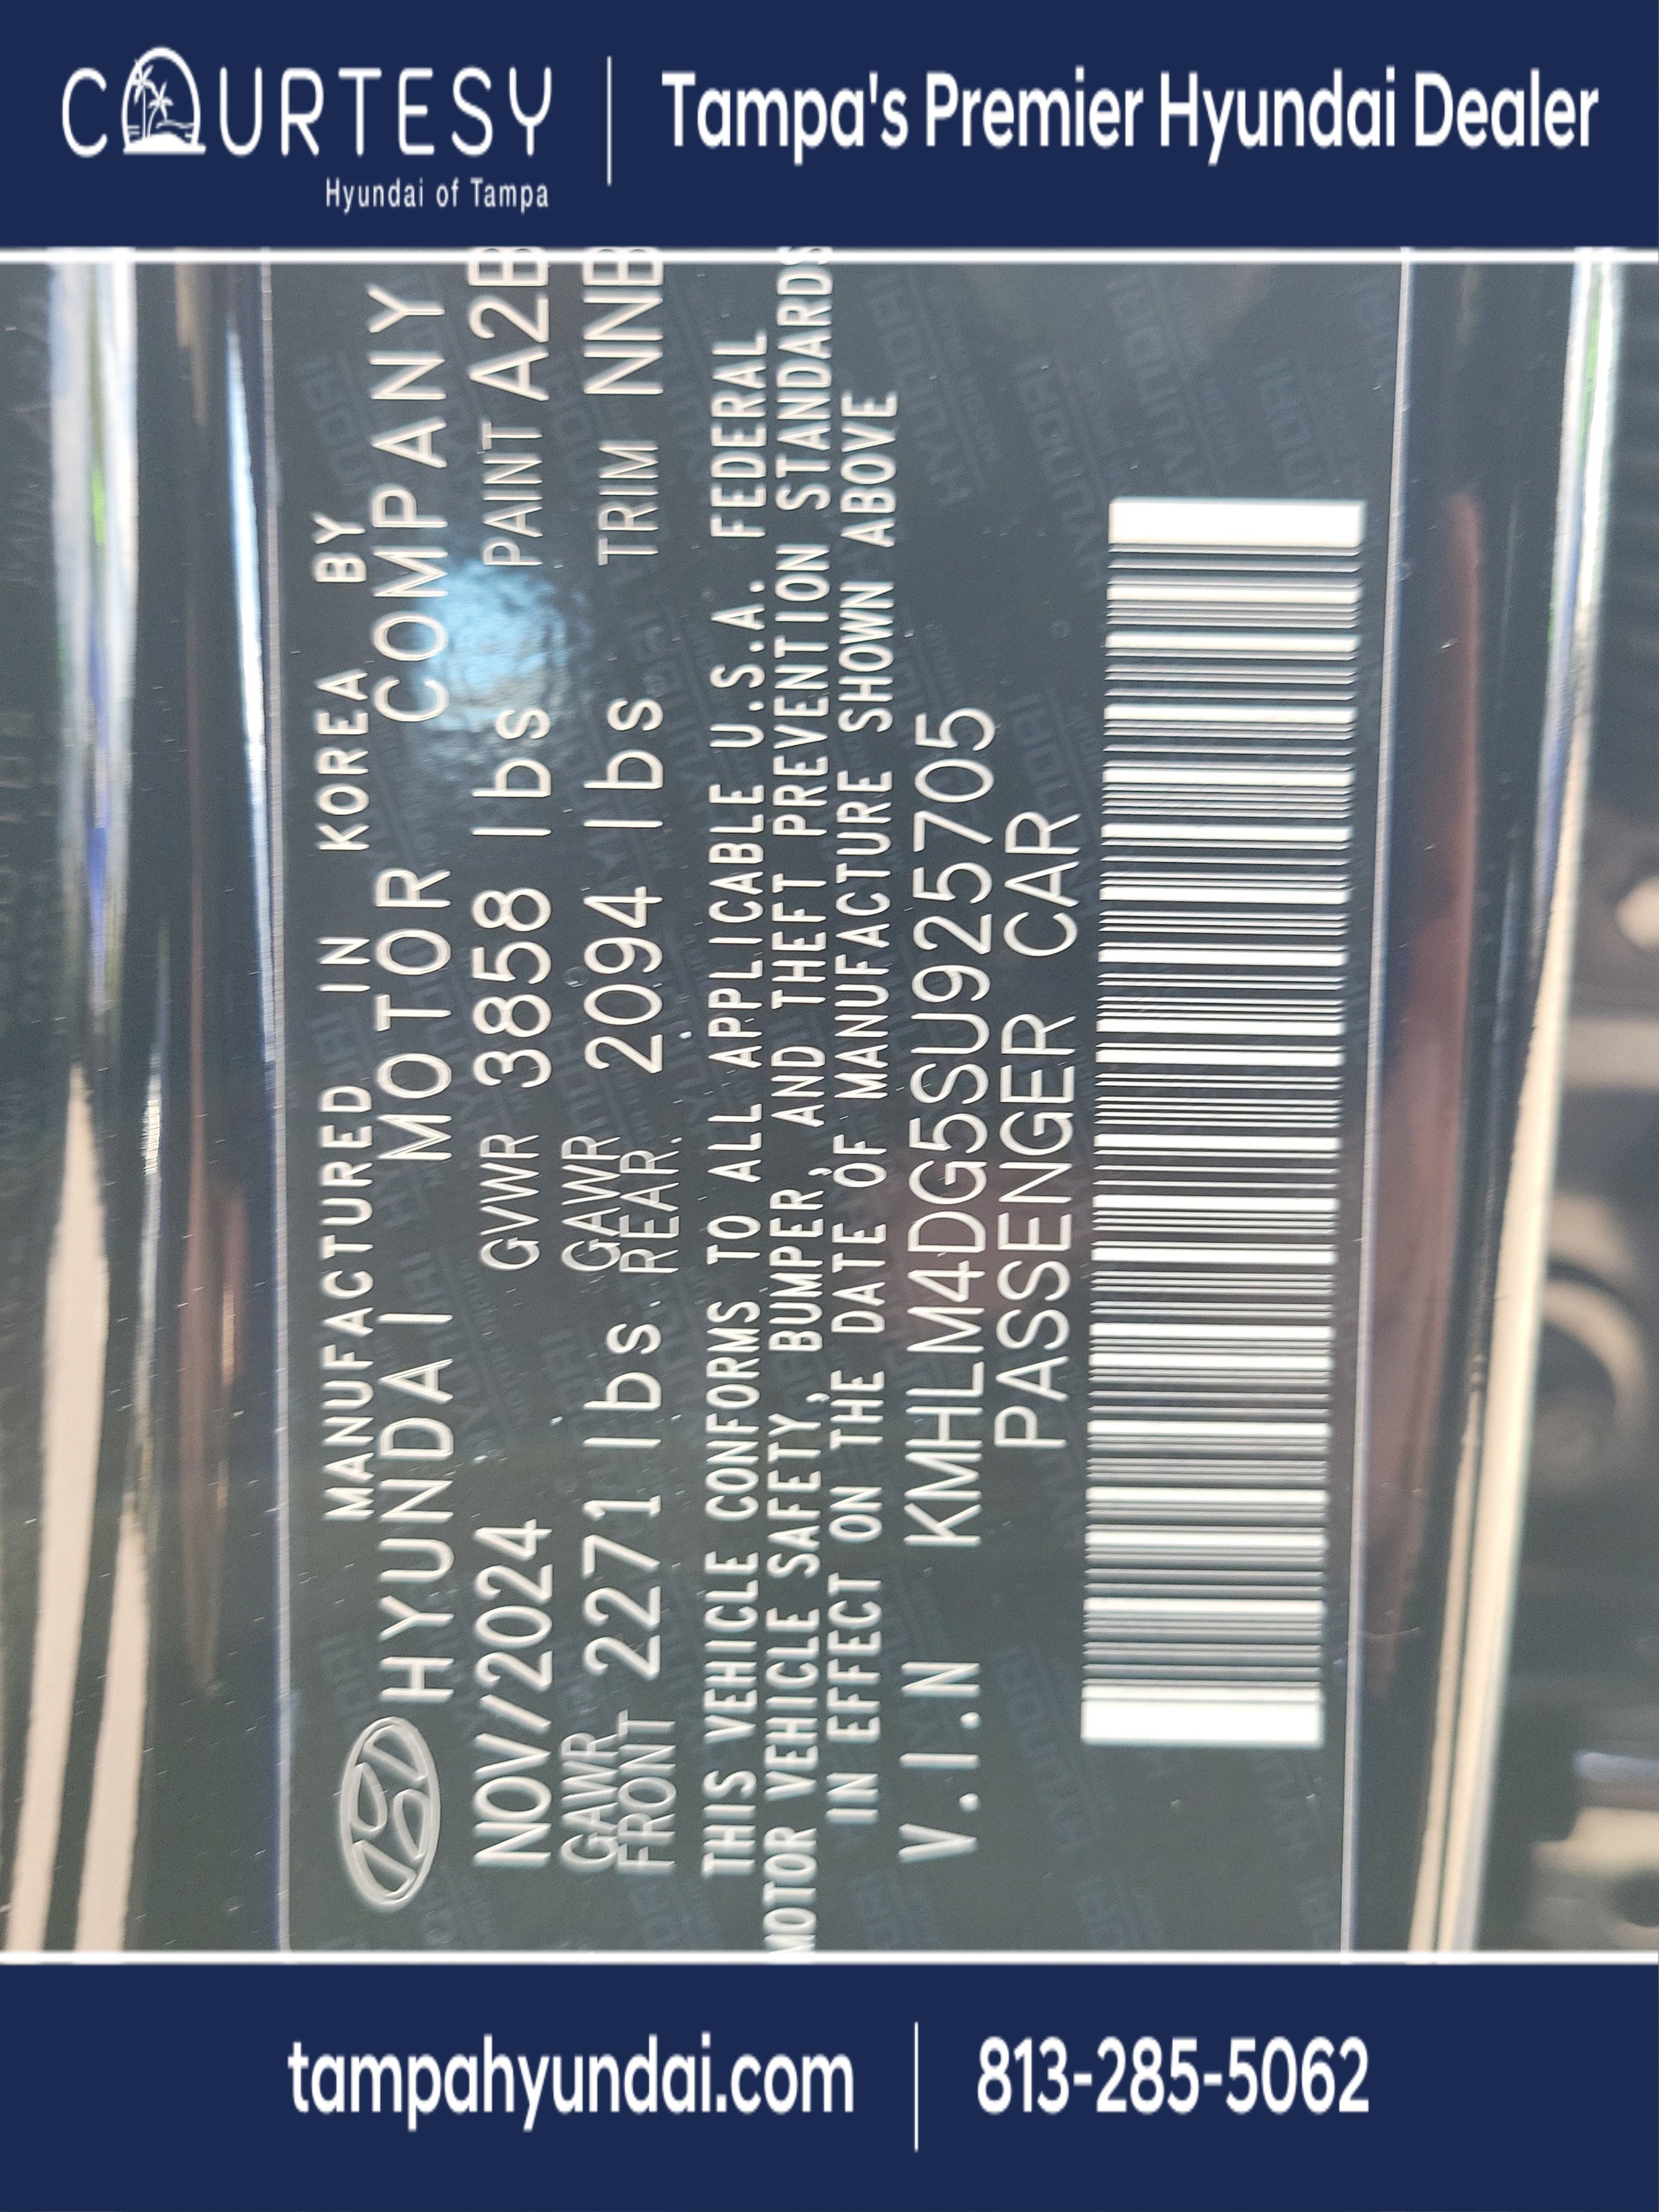 COURTESY
Hyundai of Tampa
Tampa's Premier Hyundai Dealer
MANUFACTURED IN KOREA BY
HYUNDAI MOTOR COMPANY
NOV/2024 GVWR 3858 lbs PAINT A2B
GAWR FRONT 2271 lbs GAWR REAR 2094 lbs TRIM NNB
THIS VEHICLE CONFORMS TO ALL APPLICABLE U.S.A. FEDERAL
MOTOR VEHICLE SAFETY, BUMPER, AND THEFT PREVENTION STANDARDS
IN EFFECT ON THE DATE OF MANUFACTURE SHOWN ABOVE
V.I.N KMHLM4DG5SU925705
PASSENGER CAR
tampahyundai.com
813-285-5062